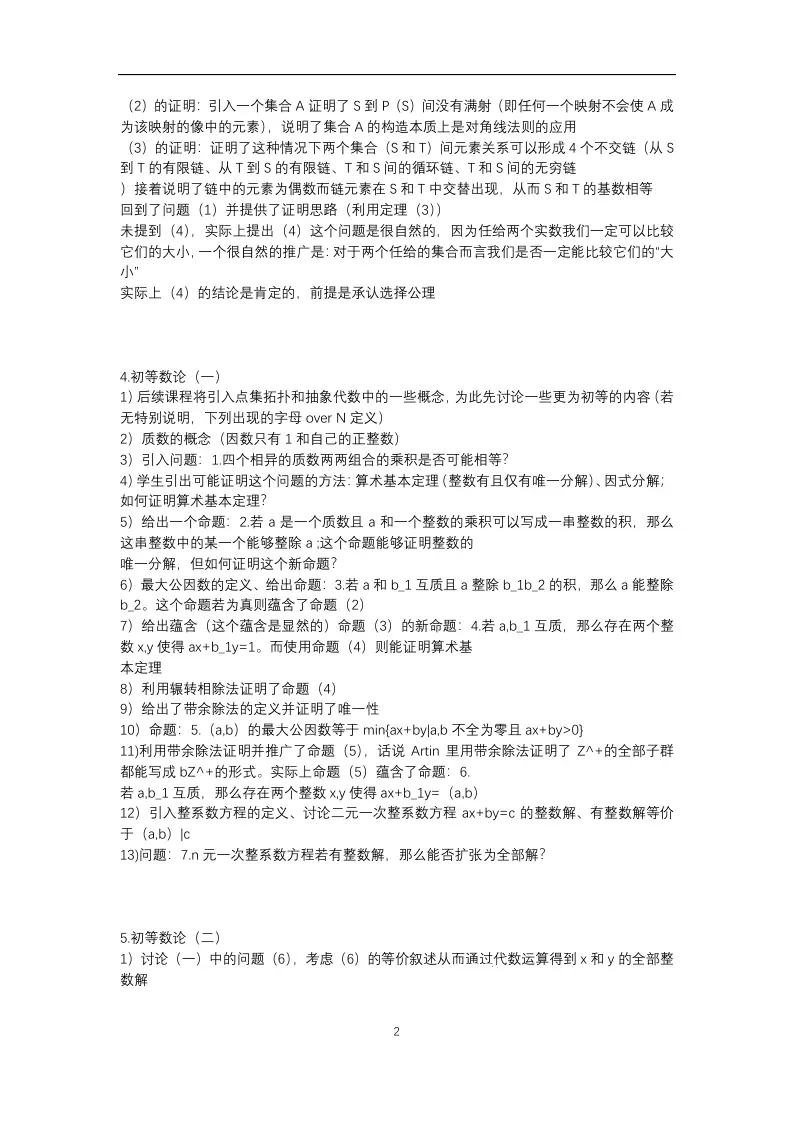 （2）的证明：引入一个集合 A 证明了 S 到 P（S）间没有满射（即任何一个映射不会使 A 成
为该映射的像中的元素），说明了集合 A 的构造本质上是对角线法则的应用
（3）的证明：证明了这种情况下两个集合（S 和 T）间元素关系可以形成 4 个不交链（从 S
到 T 的有限链、从 T 到 S 的有限链、T 和 S 间的循环链、T 和 S 间的无穷链
）接着说明了链中的元素为偶数而链元素在 S 和 T 中交替出现，从而 S 和 T 的基数相等
回到了问题（1）并提供了证明思路（利用定理（3））
未提到（4），实际上提出（4）这个问题是很自然的，因为任给两个实数我们一定可以比较
它们的大小，一个很自然的推广是：对于两个任给的集合而言我们是否一定能比较它们的“大
小”
实际上（4）的结论是肯定的，前提是承认选择公理
4.初等数论（一）
1）后续课程将引入点集拓扑和抽象代数中的一些概念，为此先讨论一些更为初等的内容（若
无特别说明，下列出现的字母 over N 定义）
2）质数的概念（因数只有 1 和自己的正整数）
3）引入问题：1.四个相异的质数两两组合的乘积是否可能相等？
4）学生引出可能证明这个问题的方法：算术基本定理（整数有且仅有唯一分解）、因式分解；
如何证明算术基本定理？
5）给出一个命题：2.若 a 是一个质数且 a 和一个整数的乘积可以写成一串整数的积，那么
这串整数中的某一个能够整除 a ;这个命题能够证明整数的
唯一分解，但如何证明这个新命题？
6）最大公因数的定义、给出命题：3.若 a 和 b_1 互质且 a 整除 b_1b_2 的积，那么 a 能整除
b_2。这个命题若为真则蕴含了命题（2）
7）给出蕴含（这个蕴含是显然的）命题（3）的新命题：4.若 a,b_1 互质，那么存在两个整
数 x,y 使得 ax+b_1y=1。而使用命题（4）则能证明算术基
本定理
8）利用辗转相除法证明了命题（4）
9）给出了带余除法的定义并证明了唯一性
10）命题：5.（a,b）的最大公因数等于 min{ax+by|a,b 不全为零且 ax+by>0}
11)利用带余除法证明并推广了命题（5），话说 Artin 里用带余除法证明了 Z^+的全部子群
都能写成 bZ^+的形式。实际上命题（5）蕴含了命题：6.
若 a,b_1 互质，那么存在两个整数 x,y 使得 ax+b_1y=（a,b）
12）引入整系数方程的定义、讨论二元一次整系数方程 ax+by=c 的整数解、有整数解等价
于（a,b）|c
13)问题：7.n 元一次整系数方程若有整数解，那么能否扩张为全部解？
5.初等数论（二）
1）讨论（一）中的问题（6），考虑（6）的等价叙述从而通过代数运算得到 x 和 y 的全部整
数解
2